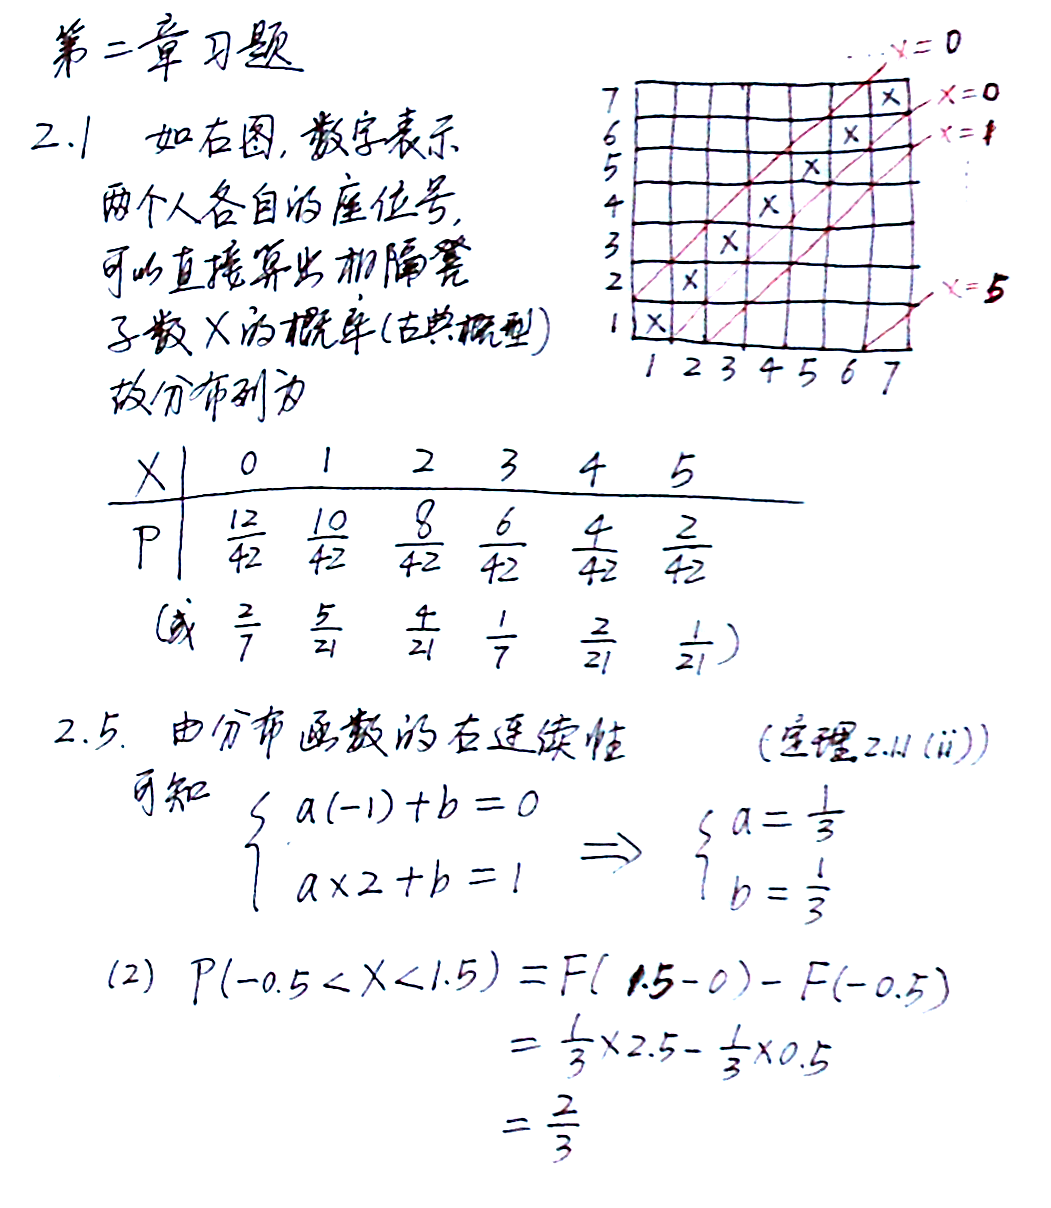 第二章习题
2.1 如右图,数字表示
两个人各自的座位号,
可以直接算出相隔凳
子数X的概率(古典概型)
故分布列为
...x=0
7 x=0
6 x=1
5
4
3
2 x=5
1
1 2 3 4 5 6 7
X 0 1 2 3 4 5
P 12/42 10/42 8/42 6/42 4/42 2/42
(或 2/7 5/21 4/21 1/7 2/21 1/21)
2.5. 由分布函数的右连续性 (定理2.1.1(ii))
可知 { a(-1)+b=0 ⇒ { a=1/3
a×2+b=1 b=1/3
(2) P(-0.5<X<1.5)=F(1.5-0)-F(-0.5)
=1/3×2.5-1/3×0.5
=2/3